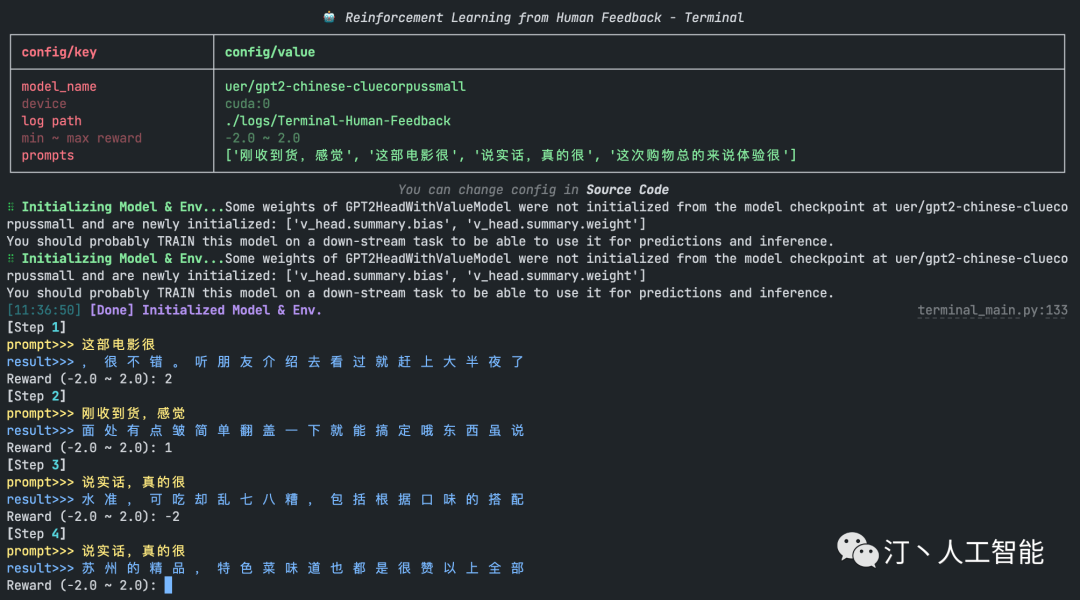 Reinforcement Learning from Human Feedback - Terminal
config/key config/value
model_name uer/gpt2-chinese-cluecorpussmall
device cuda:0
log path ./logs/Terminal-Human-Feedback
min ~ max reward -2.0 ~ 2.0
prompts ['刚收到货，感觉', '这部电影很', '说实话，真的很', '这次购物总的来说体验很']
You can change config in Source Code
⠿ Initializing Model & Env...Some weights of GPT2HeadWithValueModel were not initialized from the model checkpoint at uer/gpt2-chinese-clueco
rpussmall and are newly initialized: ['v_head.summary.bias', 'v_head.summary.weight']
You should probably TRAIN this model on a down-stream task to be able to use it for predictions and inference.
⠿ Initializing Model & Env...Some weights of GPT2HeadWithValueModel were not initialized from the model checkpoint at uer/gpt2-chinese-clueco
rpussmall and are newly initialized: ['v_head.summary.bias', 'v_head.summary.weight']
You should probably TRAIN this model on a down-stream task to be able to use it for predictions and inference.
[11:36:50] [Done] Initialized Model & Env. terminal_main.py:133
[Step 1]
prompt>>> 这部电影很
result>>> ， 很 不 错 。 听 朋 友 介 绍 去 看 过 就 赶 上 大 半 夜 了
Reward (-2.0 ~ 2.0): 2
[Step 2]
prompt>>> 刚收到货，感觉
result>>> 面 处 有 点 皱 简 单 翻 盖 一 下 就 能 搞 定 哦 东 西 虽 说
Reward (-2.0 ~ 2.0): 1
[Step 3]
prompt>>> 说实话，真的很
result>>> 水 准 ， 可 吃 却 乱 七 八 糟 ， 包 括 根 据 口 味 的 搭 配
Reward (-2.0 ~ 2.0): -2
[Step 4]
prompt>>> 说实话，真的很
result>>> 苏 州 的 精 品 ， 特 色 菜 味 道 也 都 是 很 赞 以 上 全 部
Reward (-2.0 ~ 2.0):
汀丶人工智能